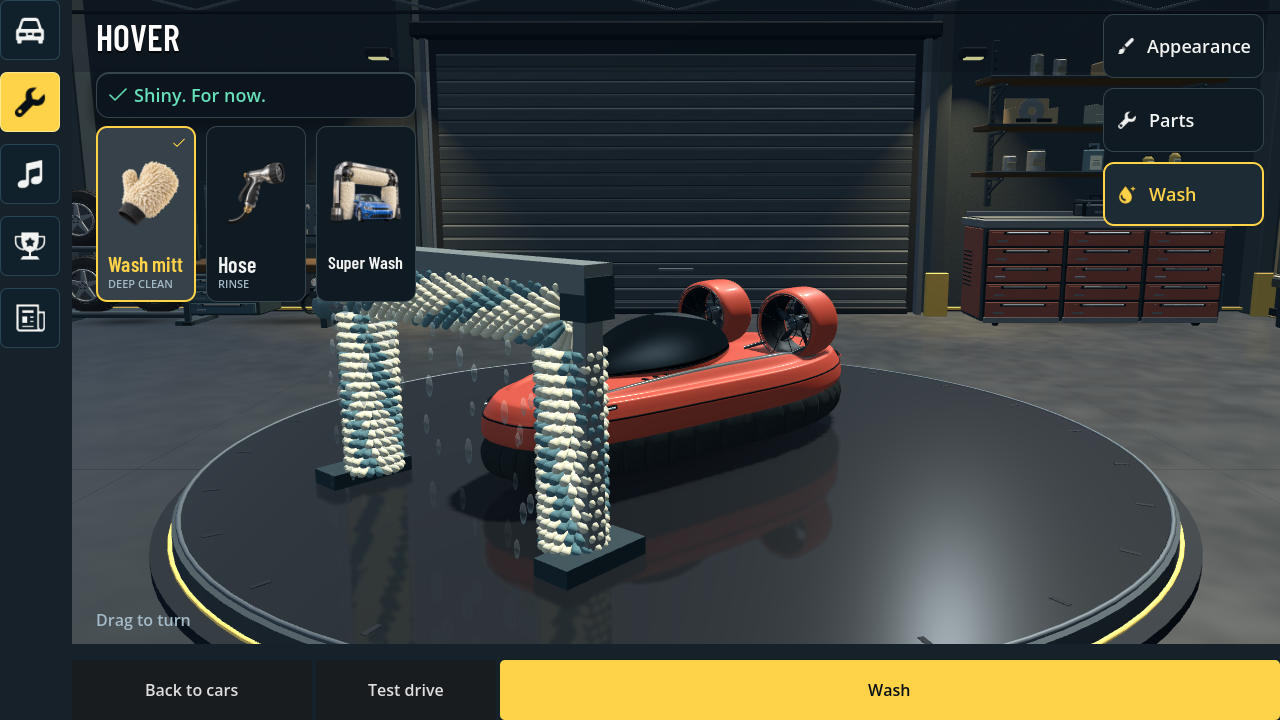 HOVER
Shiny. For now.
Wash mitt
DEEP CLEAN
Hose
RINSE
Super Wash
Appearance
Parts
Wash
Drag to turn
Back to cars
Test drive
Wash